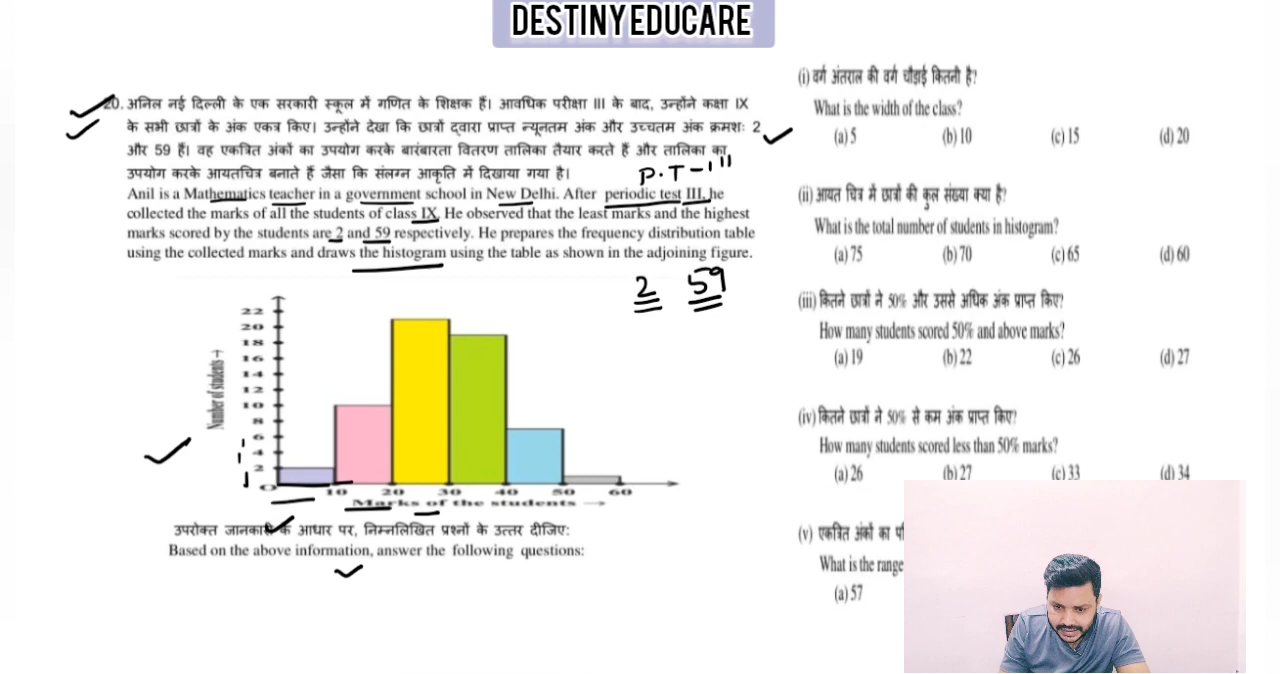 DESTINY EDUCARE
20. अनिल नई दिल्ली के एक सरकारी स्कूल में गणित के शिक्षक हैं। आवधिक परीक्षा III के बाद, उन्होंने कक्षा IX
के सभी छात्रों के अंक एकत्र किए। उन्होंने देखा कि छात्रों द्वारा प्राप्त न्यूनतम अंक और उच्चतम अंक क्रमशः 2
और 59 हैं। वह एकत्रित अंकों का उपयोग करके बारंबारता वितरण तालिका तैयार करते हैं और तालिका का
उपयोग करके आयतचित्र बनाते हैं जैसा कि संलग्न आकृति में दिखाया गया है।
P.T-III
Anil is a Mathematics teacher in a government school in New Delhi. After periodic test III, he
collected the marks of all the students of class IX. He observed that the least marks and the highest
marks scored by the students are 2 and 59 respectively. He prepares the frequency distribution table
using the collected marks and draws the histogram using the table as shown in the adjoining figure.
2 59
22
20
18
16
14
12
10
8
6
4
2
O
Number of students →
10 20 30 40 50 60
Marks of the students →
उपरोक्त जानकारी के आधार पर, निम्नलिखित प्रश्नों के उत्तर दीजिए:
Based on the above information, answer the following questions:
(i) वर्ग अंतराल की वर्ग चौड़ाई कितनी है?
What is the width of the class?
(a) 5 (b) 10 (c) 15 (d) 20
(ii) आयत चित्र में छात्रों की कुल संख्या क्या है?
What is the total number of students in histogram?
(a) 75 (b) 70 (c) 65 (d) 60
(iii) कितने छात्रों ने 50% और उससे अधिक अंक प्राप्त किए?
How many students scored 50% and above marks?
(a) 19 (b) 22 (c) 26 (d) 27
(iv) कितने छात्रों ने 50% से कम अंक प्राप्त किए?
How many students scored less than 50% marks?
(a) 26 (b) 27 (c) 33 (d) 34
(v) एकत्रित अंकों का
What is the range
(a) 57